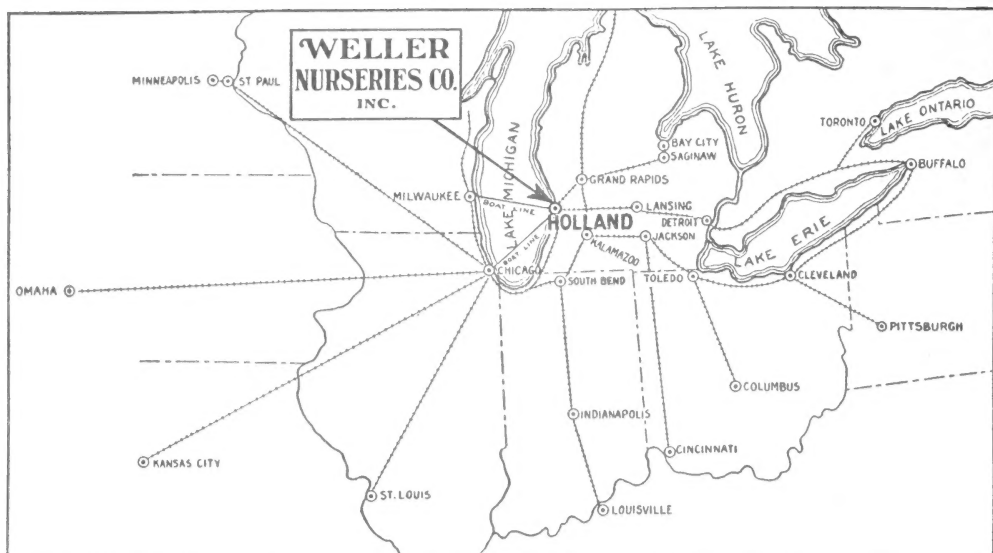 WELLER
NURSERIES CO.
INC.
MINNEAPOLIS
ST PAUL
LAKE HURON
LAKE MICHIGAN
TORONTO
LAKE ONTARIO
BAY CITY
SAGINAW
BUFFALO
GRAND RAPIDS
MILWAUKEE
BOAT LINE
LANSING
HOLLAND
DETROIT
JACKSON
LAKE ERIE
KALAMAZOO
BOAT LINE
CHICAGO
OMAHA
SOUTH BEND
TOLEDO
CLEVELAND
PITTSBURGH
COLUMBUS
INDIANAPOLIS
CINCINNATI
KANSAS CITY
ST. LOUIS
LOUISVILLE